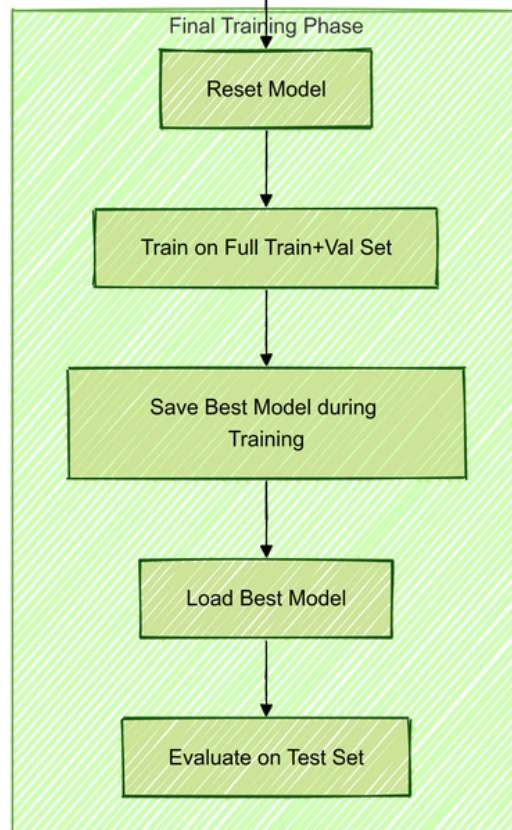 Final Training Phase
Reset Model
Train on Full Train+Val Set
Save Best Model during
Training
Load Best Model
Evaluate on Test Set